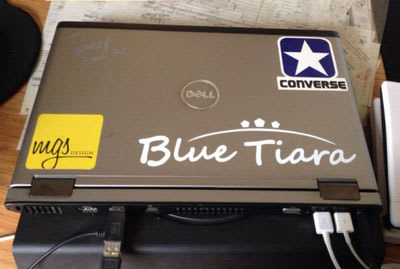 CONVERSE
DELL
mgs
DESIGN
Blue Tiara